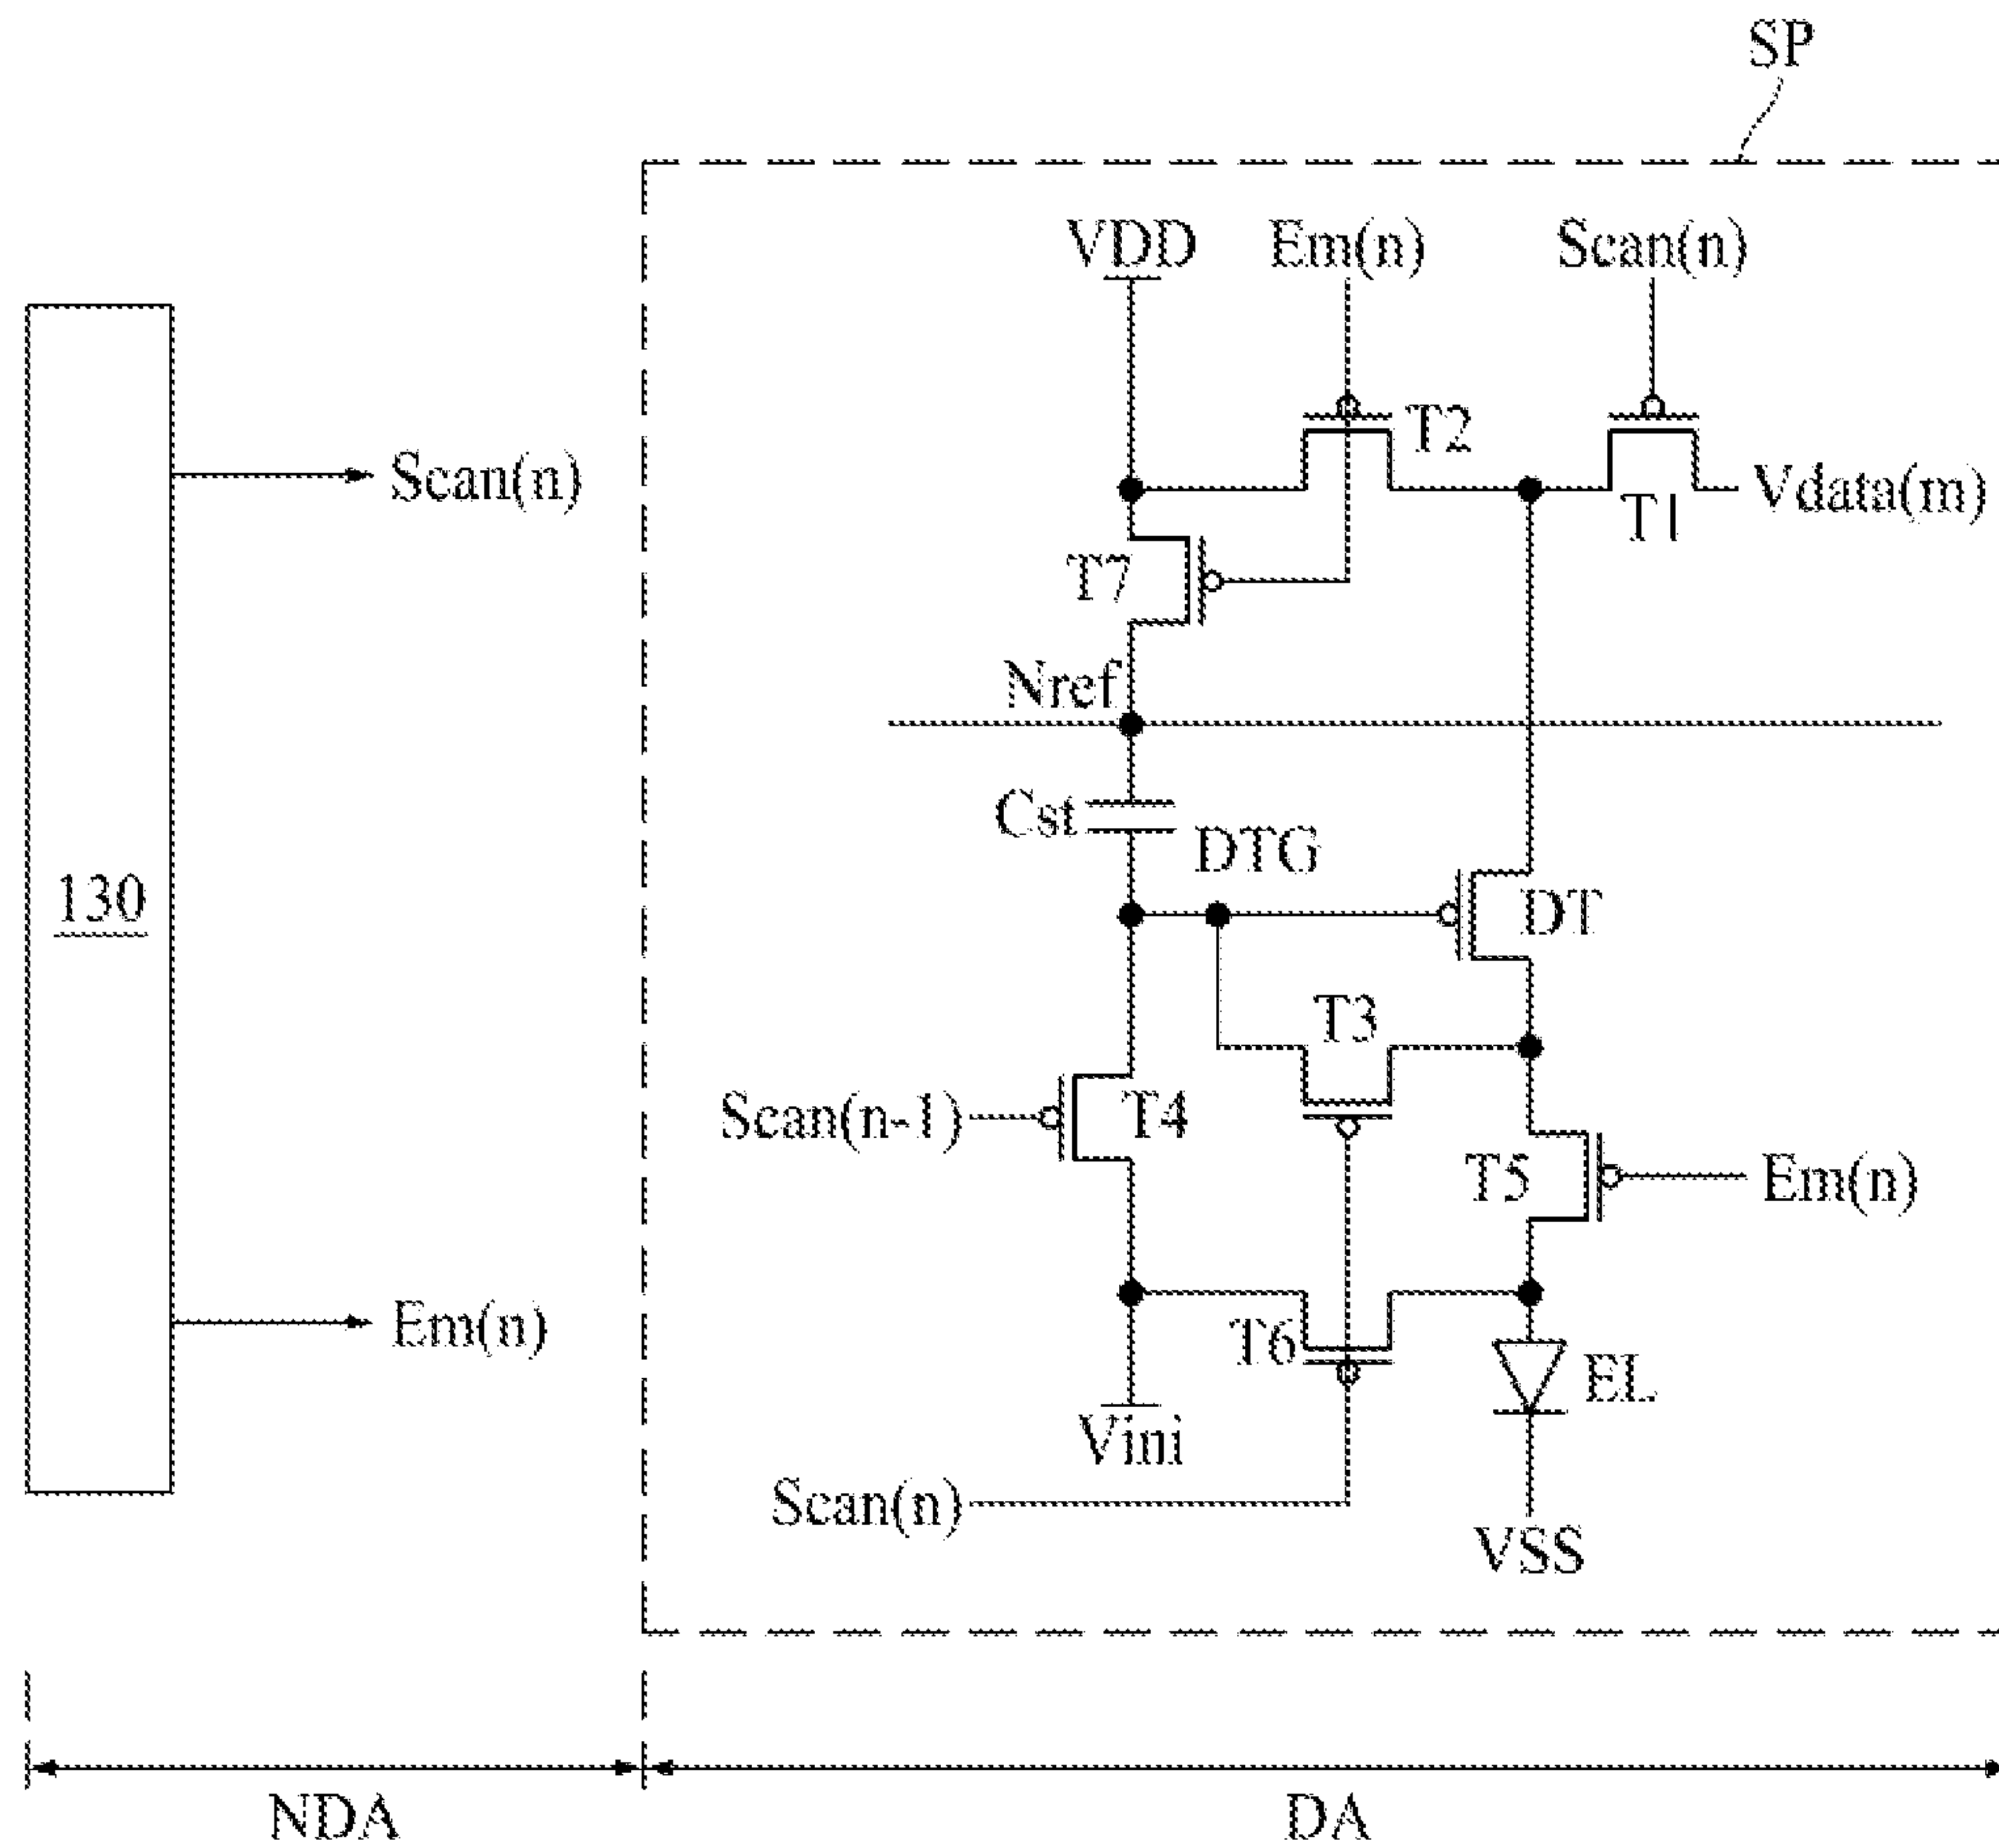 SP
VDD
Em(n)
Scan(n)
T2
Scan(n)
Vdata(m)
T1
T7
Nref
Cst
DTG
130
DT
T3
Scan(n-1)
T4
T5
Em(n)
Em(n)
T6
EL
Vini
Scan(n)
VSS
NDA
DA